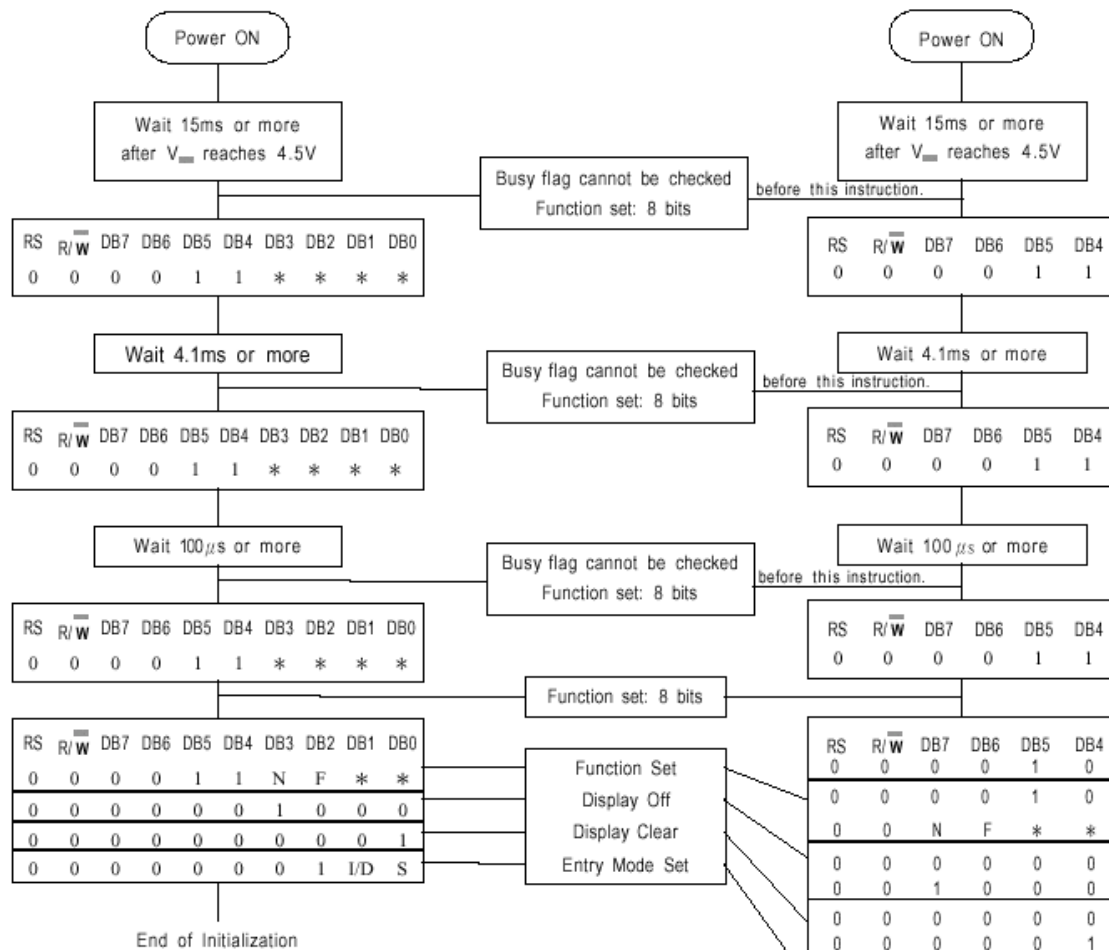 Power ON
Wait 15ms or more
after V reaches 4.5V
RS R/W DB7 DB6 DB5 DB4 DB3 DB2 DB1 DB0
0 0 0 0 1 1 * * * *
Wait 4.1ms or more
RS R/W DB7 DB6 DB5 DB4 DB3 DB2 DB1 DB0
0 0 0 0 1 1 * * * *
Wait 100μs or more
RS R/W DB7 DB6 DB5 DB4 DB3 DB2 DB1 DB0
0 0 0 0 1 1 * * * *
RS R/W DB7 DB6 DB5 DB4 DB3 DB2 DB1 DB0
0 0 0 0 1 1 N F * *
0 0 0 0 0 0 1 0 0 0
0 0 0 0 0 0 0 0 0 1
0 0 0 0 0 0 0 1 I/D S
End of Initialization
Busy flag cannot be checked
Function set: 8 bits
before this instruction.
Busy flag cannot be checked
Function set: 8 bits
before this instruction.
Busy flag cannot be checked
Function set: 8 bits
before this instruction.
Function set: 8 bits
Function Set
Display Off
Display Clear
Entry Mode Set
Power ON
Wait 15ms or more
after V reaches 4.5V
RS R/W DB7 DB6 DB5 DB4
0 0 0 0 1 1
Wait 4.1ms or more
RS R/W DB7 DB6 DB5 DB4
0 0 0 0 1 1
Wait 100 μs or more
RS R/W DB7 DB6 DB5 DB4
0 0 0 0 1 1
RS R/W DB7 DB6 DB5 DB4
0 0 0 0 1 0
0 0 0 0 1 0
0 0 N F * *
0 0 0 0 0 0
0 0 1 0 0 0
0 0 0 0 0 0
0 0 0 0 0 1